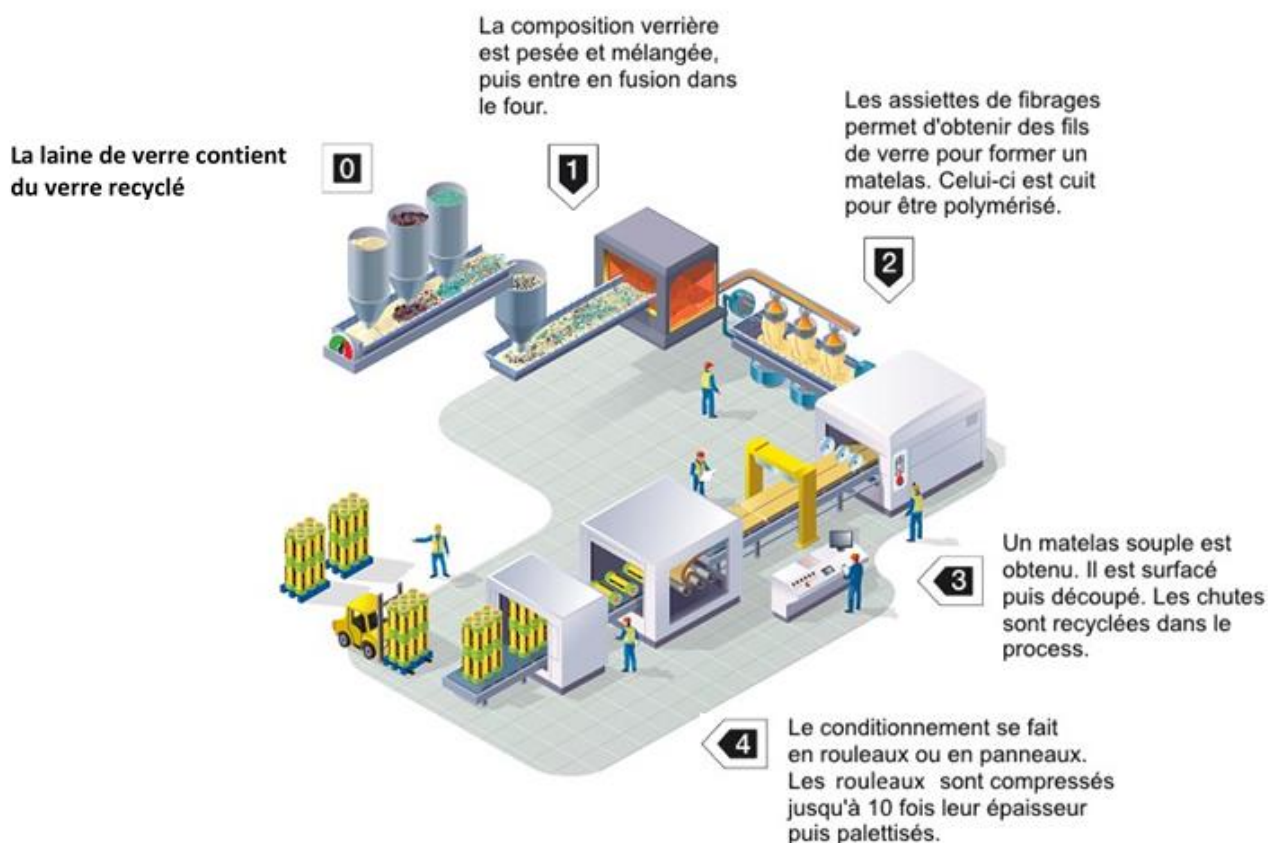 La composition verrière
est pesée et mélangée,
puis entre en fusion dans
le four.
Les assiettes de fibrages
permet d'obtenir des fils
de verre pour former un
matelas. Celui-ci est cuit
pour être polymérisé.
La laine de verre contient
du verre recyclé
0
1
2
Un matelas souple est
obtenu. Il est surfacé
puis découpé. Les chutes
sont recyclées dans le
process.
3
Le conditionnement se fait
en rouleaux ou en panneaux.
Les rouleaux sont compressés
jusqu'à 10 fois leur épaisseur
puis palettisés.
4